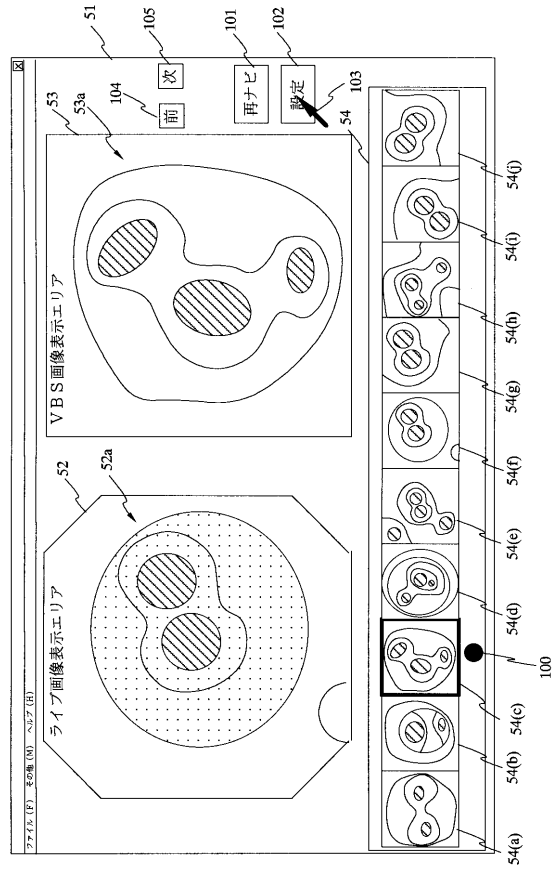 ファイル (F) その他 (M) ヘルプ (H)
ライブ画像表示エリア
VBS画像表示エリア
52
52a
53
53a
104
105
51
前
次
再ナビ
101
設定
102
103
54
54(a)
54(b)
54(c)
54(d)
54(e)
54(f)
54(g)
54(h)
54(i)
54(j)
100